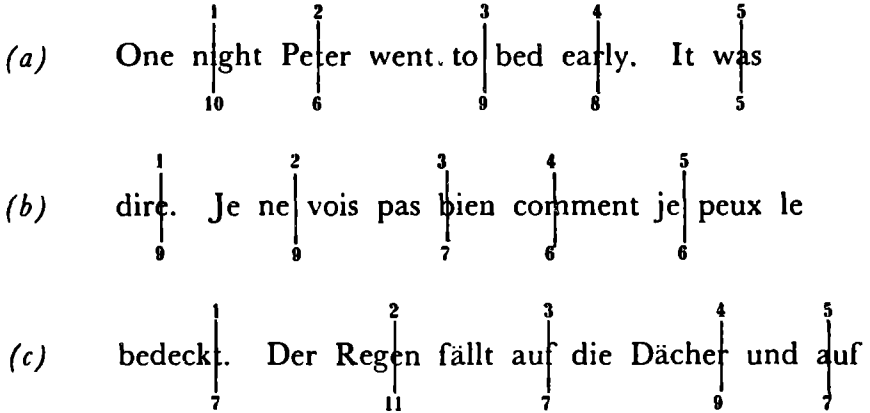 1 2 3 4 5
(a) One night Peter went to bed early. It was
10 6 9 8 5
1 2 3 4 5
(b) dire. Je ne vois pas bien comment je peux le
9 9 7 6 6
1 2 3 4 5
(c) bedeckt. Der Regen fällt auf die Dächer und auf
7 11 7 9 7